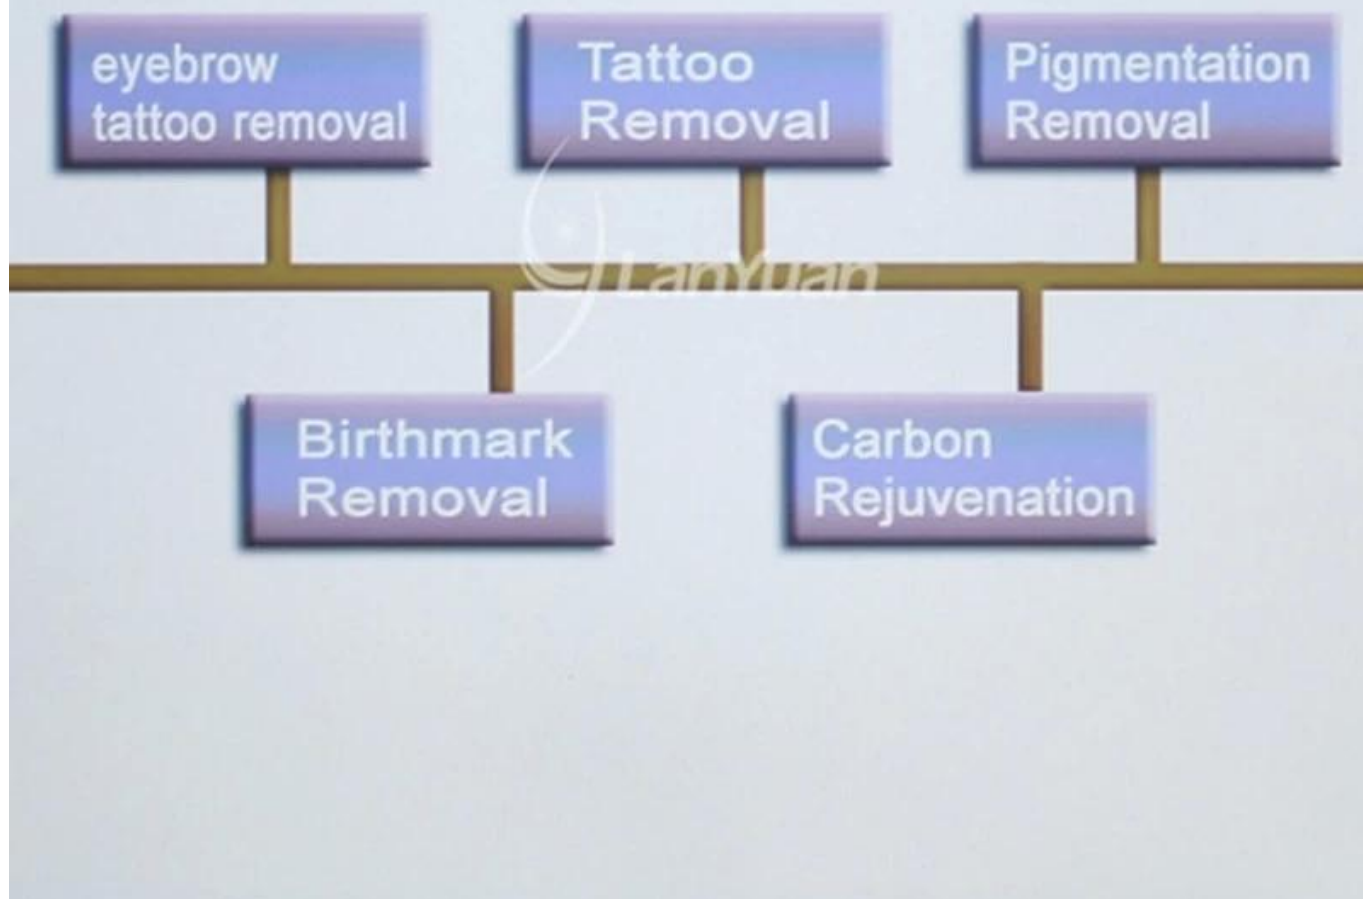 eyebrow
tattoo removal
Tattoo
Removal
Pigmentation
Removal
LanYuan
Birthmark
Removal
Carbon
Rejuvenation